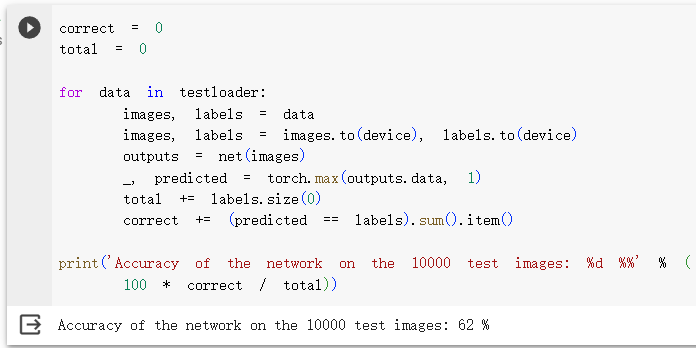 correct = 0
total = 0
for data in testloader:
images, labels = data
images, labels = images.to(device), labels.to(device)
outputs = net(images)
_, predicted = torch.max(outputs.data, 1)
total += labels.size(0)
correct += (predicted == labels).sum().item()
print('Accuracy of the network on the 10000 test images: %d %%' % (
100 * correct / total))
Accuracy of the network on the 10000 test images: 62 %